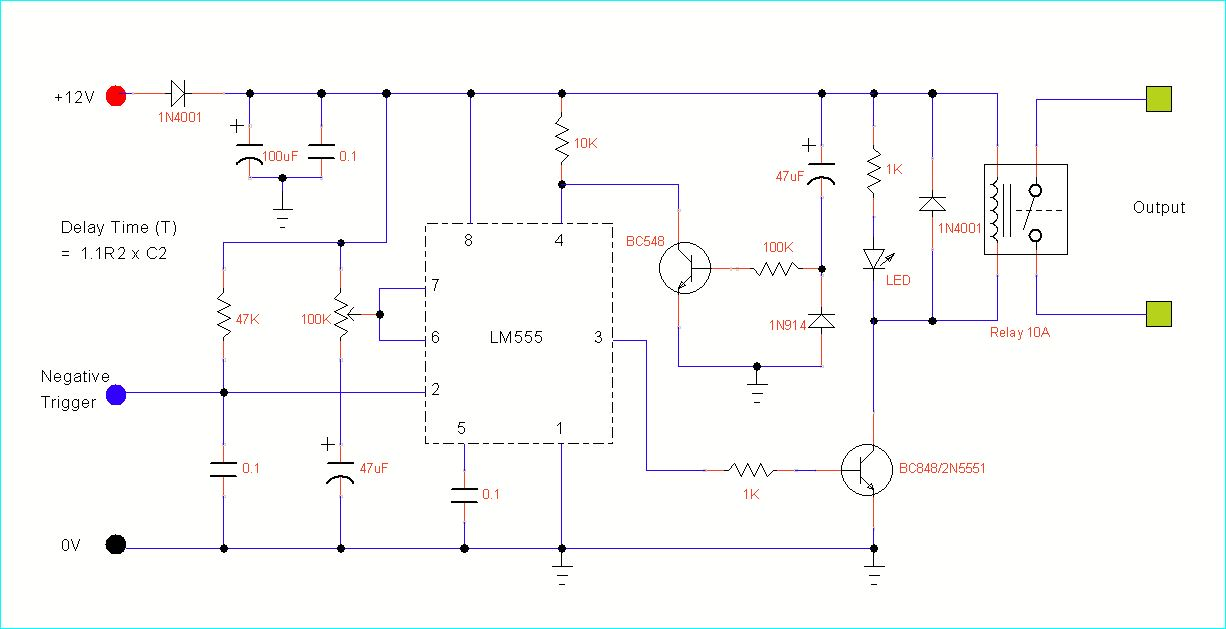 +12V
1N4001
+
100uF
0.1
10K
+
47uF
1K
1N4001
Output
Relay 10A
Delay Time (T)
= 1.1R2 x C2
8
4
BC548
100K
LED
1N914
47K
100K
7
6
LM555
3
2
Negative
Trigger
5
1
0.1
+
47uF
0.1
1K
BC848/2N5551
0V